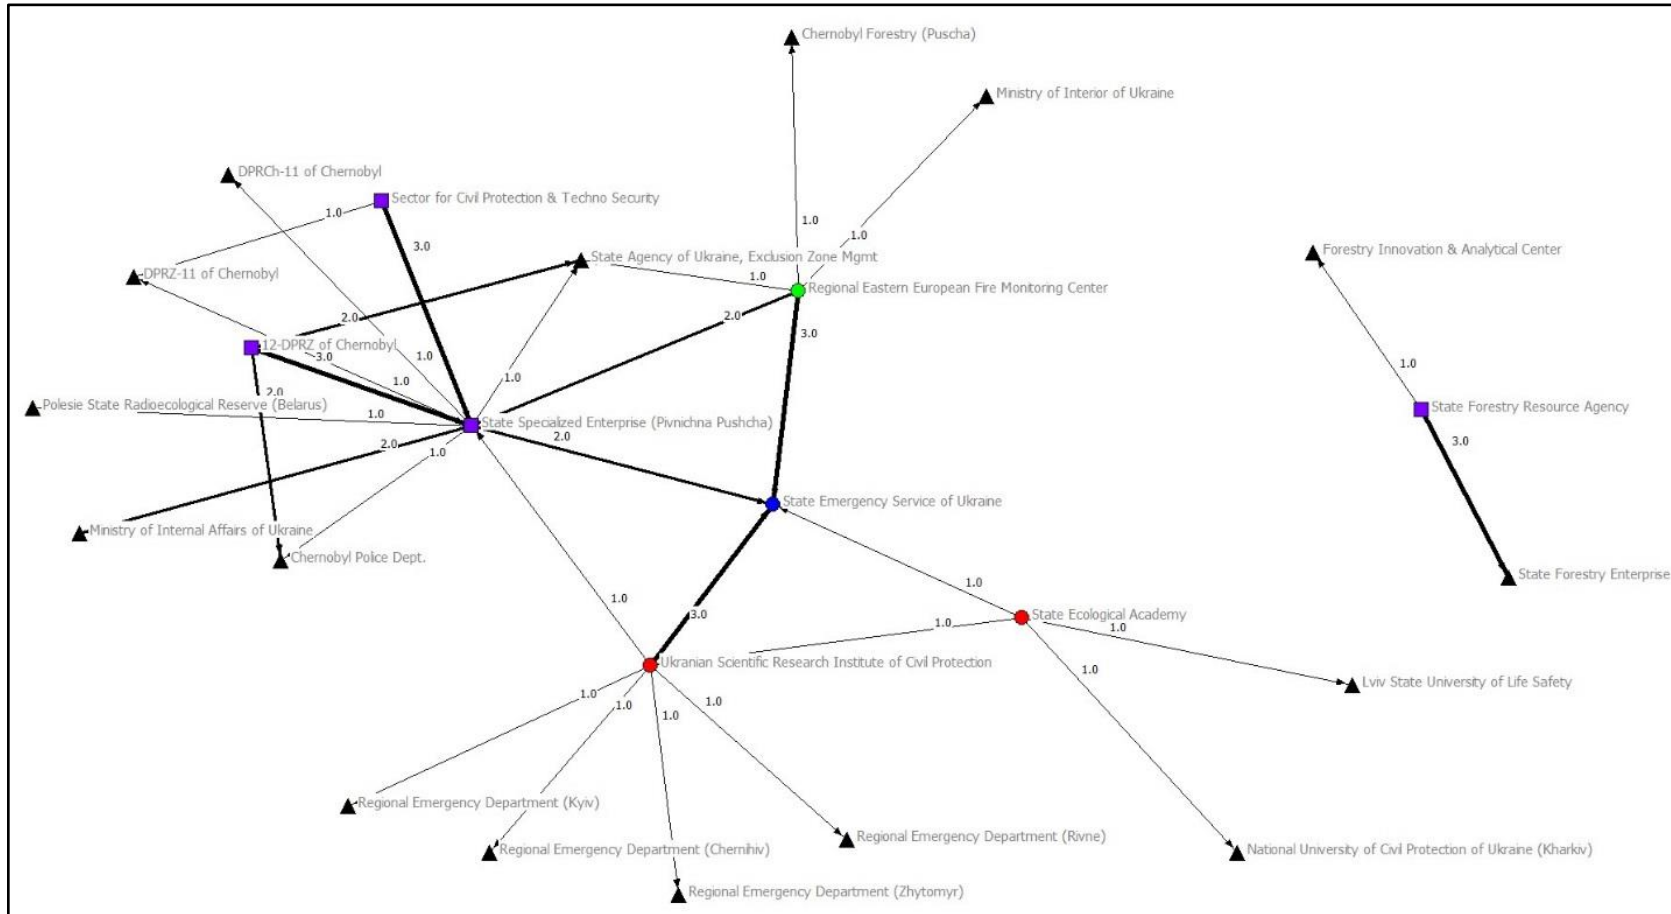 Chernobyl Forestry (Puscha)
Ministry of Interior of Ukraine
DPRCh-11 of Chernobyl
Sector for Civil Protection & Techno Security
1.0
1.0
1.0
3.0
Forestry Innovation & Analytical Center
State Agency of Ukraine, Exclusion Zone Mgmt
DPRZ-11 of Chernobyl
1.0
Regional Eastern European Fire Monitoring Center
2.0
2.0
3.0
12-DPRZ of Chernobyl
3.0
1.0
1.0
1.0
1.0
2.0
Polesie State Radioecological Reserve (Belarus)
1.0
State Forestry Resource Agency
State Specialized Enterprise (Pivnichna Pushcha)
2.0
2.0
3.0
1.0
State Emergency Service of Ukraine
Ministry of Internal Affairs of Ukraine
Chernobyl Police Dept.
State Forestry Enterprise
1.0
1.0
3.0
State Ecological Academy
1.0
1.0
Ukranian Scientific Research Institute of Civil Protection
1.0
Lviv State University of Life Safety
1.0
1.0
1.0
1.0
Regional Emergency Department (Kyiv)
Regional Emergency Department (Rivne)
Regional Emergency Department (Chernihiv)
National University of Civil Protection of Ukraine (Kharkiv)
Regional Emergency Department (Zhytomyr)